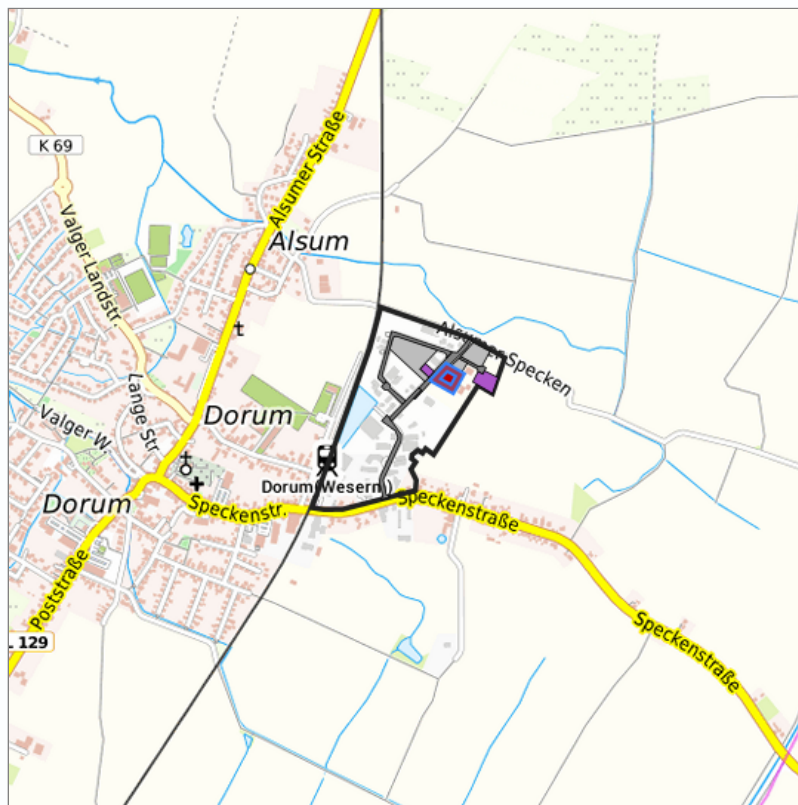 K 69
Alsumer Straße
Valger Landstr.
Alsum
Alsumer Specken
Lange Str
Dorum
Valger W.
Dorum (Wesern.)
Dorum
Speckenstr.
Speckenstraße
Poststraße
L 129
Speckenstraße